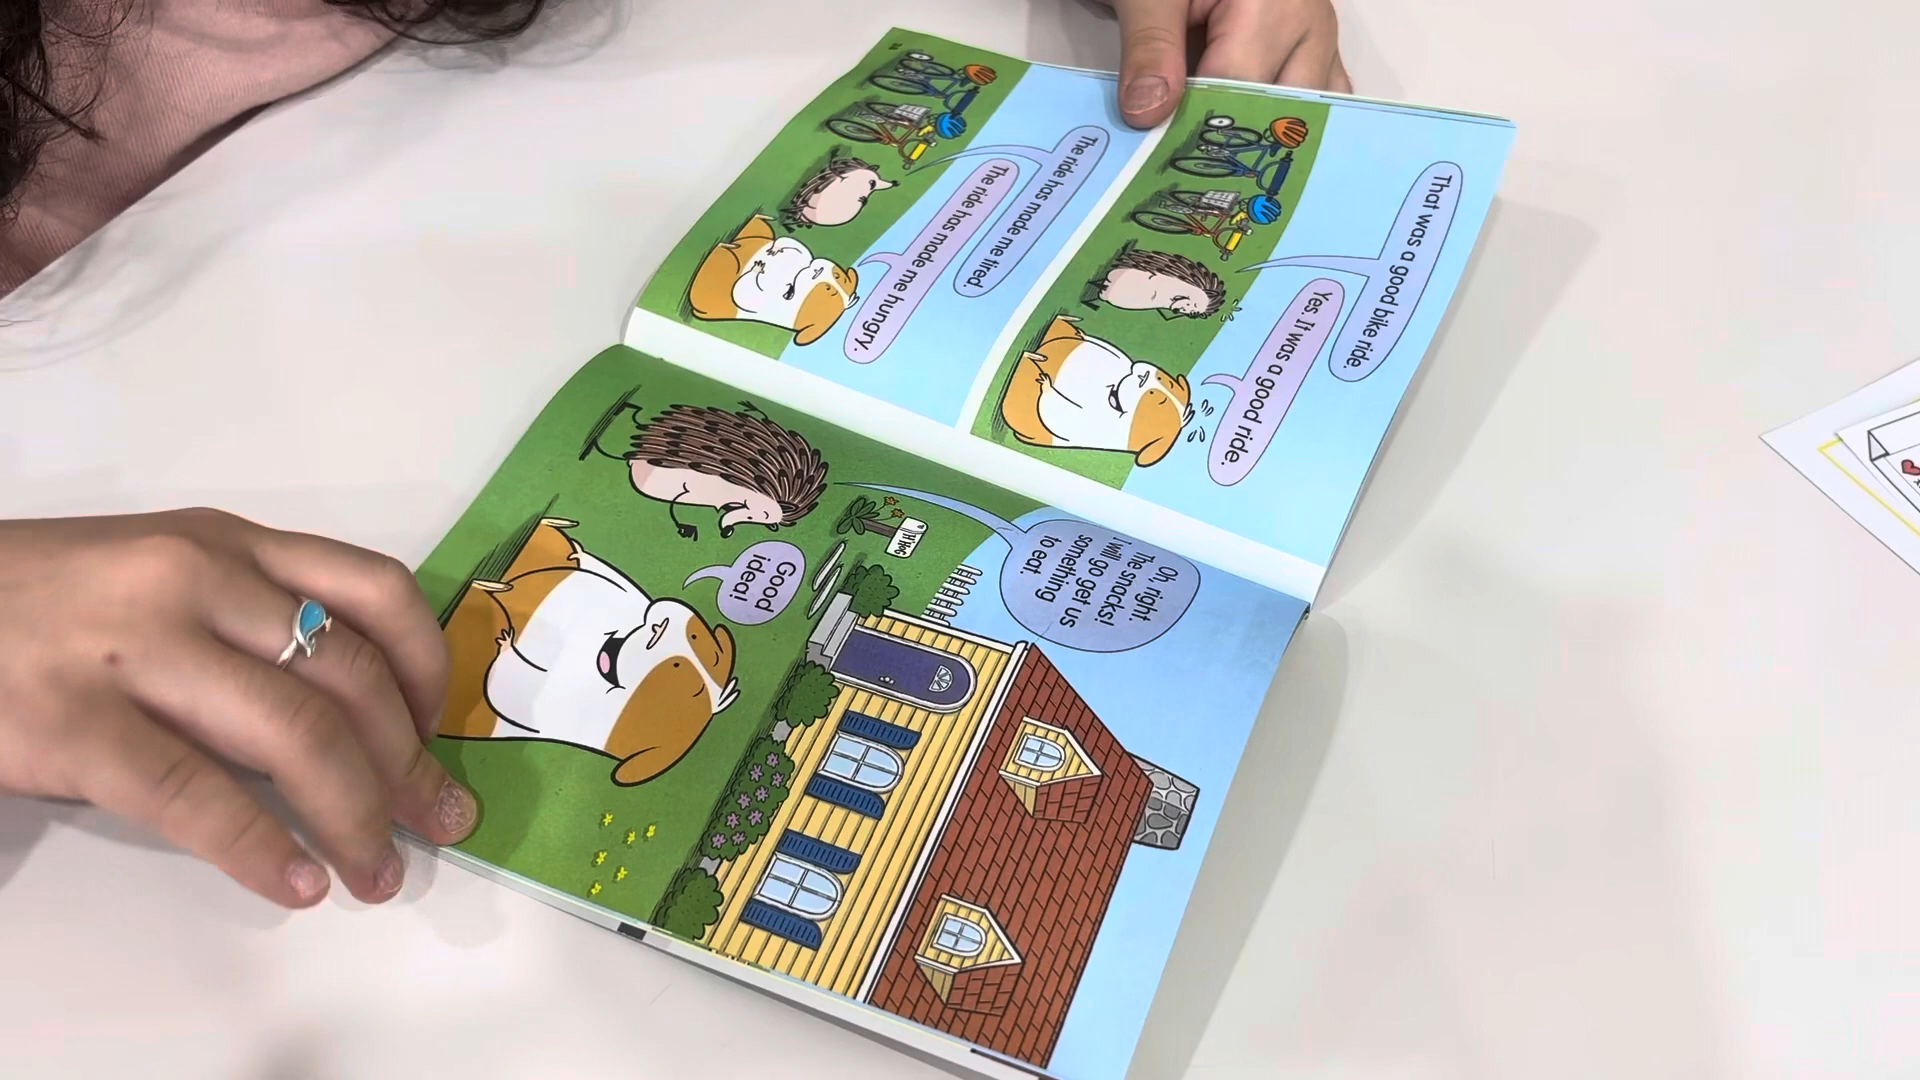 That was a good bike ride.
Yes. It was a good ride.
The ride has made me tired.
The ride has made me hungry.
Oh, right.
The snacks!
I will go get us
something
to eat.
Good
idea!